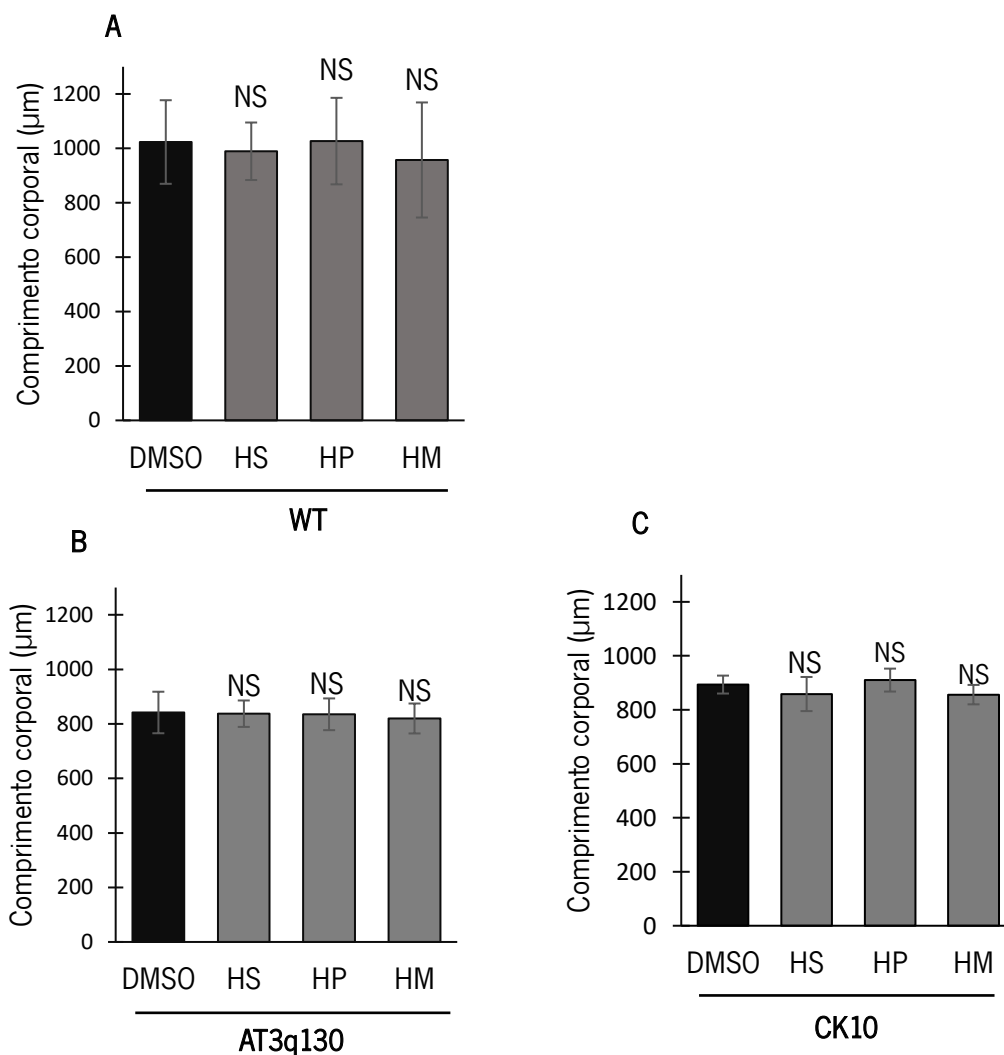 A
Comprimento corporal (µm)
1200
1000
800
600
400
200
0
NS
NS
NS
DMSO HS HP HM
WT
B
Comprimento corporal (µm)
1200
1000
800
600
400
200
0
NS
NS
NS
DMSO HS HP HM
AT3q130
C
Comprimento corporal (µm)
1200
1000
800
600
400
200
0
NS
NS
NS
DMSO HS HP HM
CK10